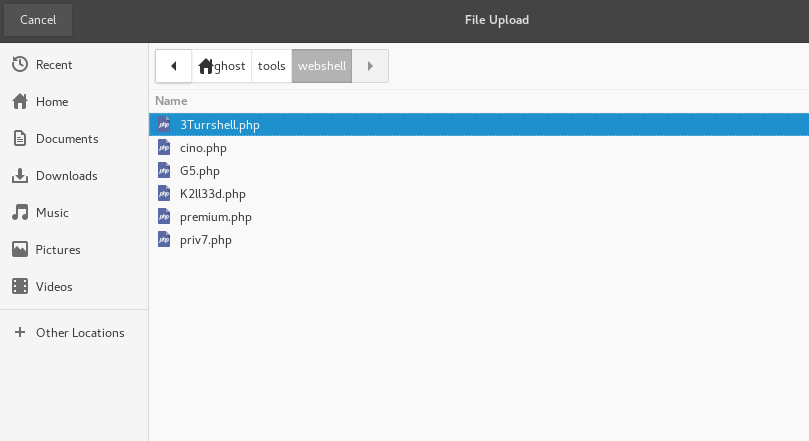 Cancel File Upload
Recent
Home
Documents
Downloads
Music
Pictures
Videos
Other Locations
ghost tools webshell
Name
php 3Turrshell.php
php cino.php
php G5.php
php K2ll33d.php
php premium.php
php priv7.php